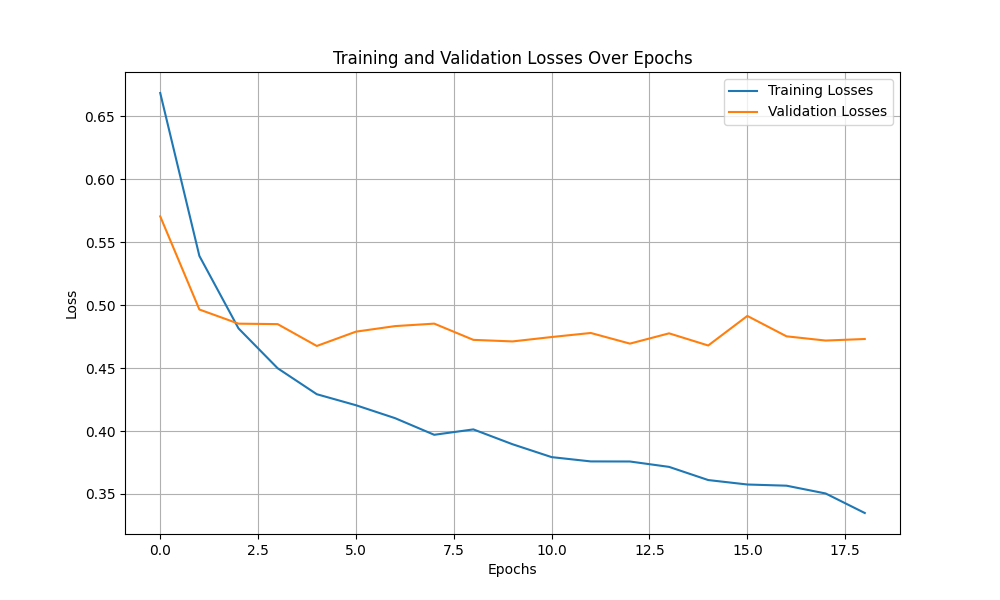 Training and Validation Losses Over Epochs
Training Losses
Validation Losses
Loss
0.65
0.60
0.55
0.50
0.45
0.40
0.35
0.0 2.5 5.0 7.5 10.0 12.5 15.0 17.5
Epochs